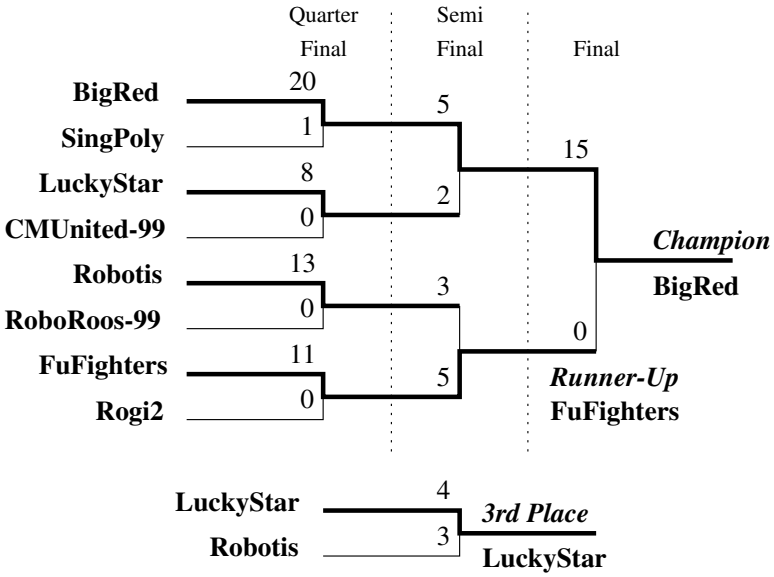 Quarter Semi
Final Final Final
20
BigRed 5
1
SingPoly 15
8
LuckyStar 2
0
CMUnited-99
Champion
13
Robotis 3 BigRed
0
RoboRoos-99 0
11
FuFighters 5 Runner-Up
0 FuFighters
Rogi2
4
LuckyStar 3rd Place
3
Robotis LuckyStar